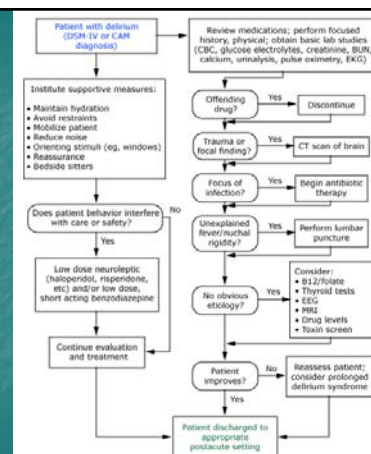 Patient with delirium
(DSM-IV or CAM
diagnosis)
Institute supportive measures:
• Maintain hydration
• Avoid restraints
• Mobilize patient
• Reduce noise
• Orienting stimuli (eg, windows)
• Reassurance
• Bedside sitters
Does patient behavior interfere
with care or safety?
No
Yes
Low dose neuroleptic
(haloperidol, risperidone,
etc) and/or low dose,
short acting benzodiazepine
Continue evaluation
and treatment
Review medications; perform focused
history, physical; obtain basic lab studies
(CBC, glucose electrolytes, creatinine, BUN,
calcium, urinalysis, pulse oximetry, EKG)
Offending
drug?
Yes
Discontinue
Trauma or
focal finding?
Yes
CT scan of
brain
Focus of
infection?
Yes
Begin antibiotic
therapy
Unexplained
fever/nuchal
rigidity?
Yes
Perform lumbar
puncture
No obvious
etiology?
Yes
Consider:
• B12/folate
• Thyroid tests
• EEG
• MRI
• Drug levels
• Toxin screen
Patient
improves?
No
Reassess patient;
consider prolonged
delirium syndrome
Yes
Patient discharged to
appropriate
postacute setting